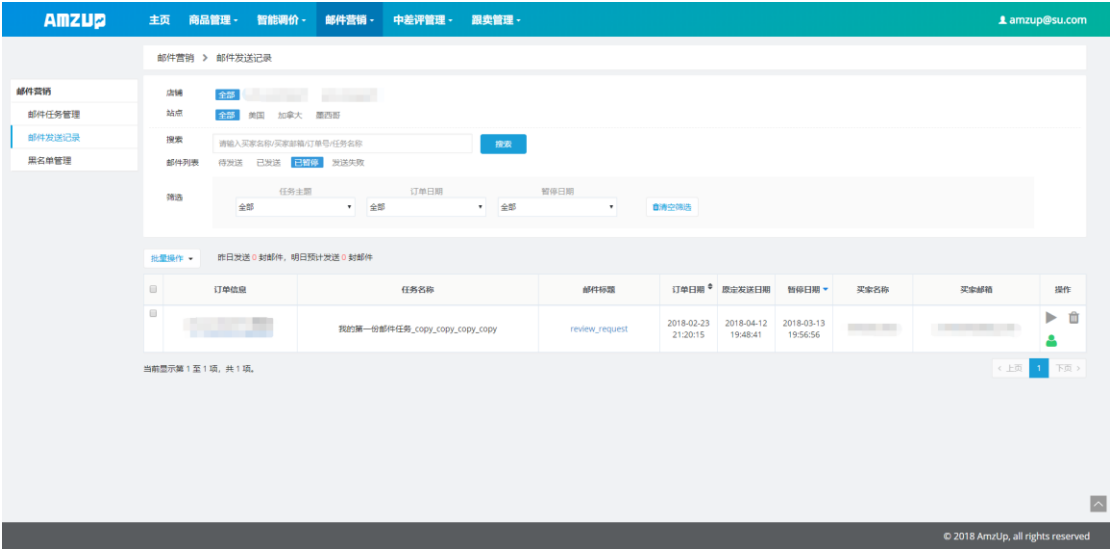 AMZUP 主页 商品管理 智能调价 邮件营销 中差评管理 跟卖管理 amzup@su.com
邮件营销 > 邮件发送记录
邮件营销
邮件任务管理
邮件发送记录
黑名单管理
店铺 全部
站点 全部 美国 加拿大 墨西哥
搜索 请输入买家名称/买家邮箱/订单号/任务名称 搜索
邮件列表 待发送 已发送 已暂停 发送失败
任务主题 订单日期 暂停日期
筛选 全部 全部 全部 清空筛选
批量操作 昨日发送 0 封邮件,明日预计发送 0 封邮件
订单信息 任务名称 邮件标题 订单日期 原定发送日期 暂停日期 买家名称 买家邮箱 操作
我的第一份邮件任务_copy_copy_copy_copy review_request 2018-02-23 21:20:15 2018-04-12 19:48:41 2018-03-13 19:56:56
当前显示第 1 至 1 项,共 1 项。 < 上页 1 下页 >
© 2018 AmzUp, all rights reserved